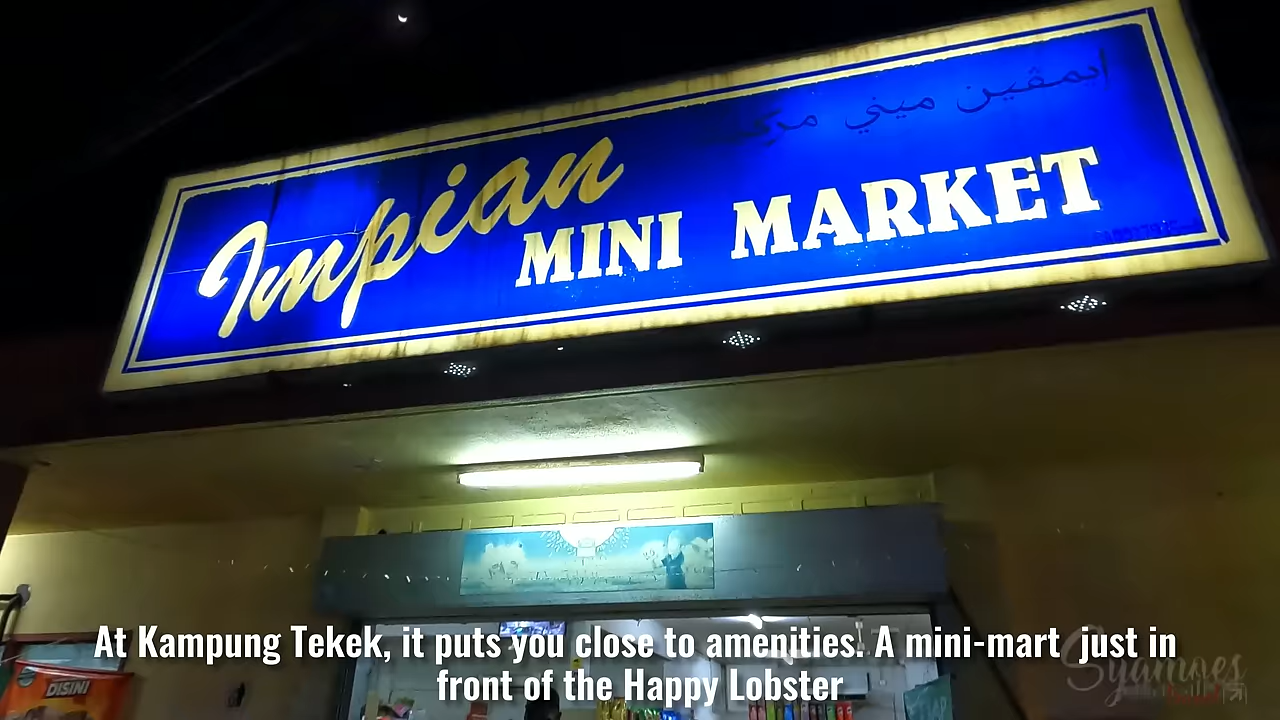 ايمڤين ميني مركي
Impian
MINI MARKET
DISINI
At Kampung Tekek, it puts you close to amenities. A mini-mart just in
front of the Happy Lobster
Syamoes